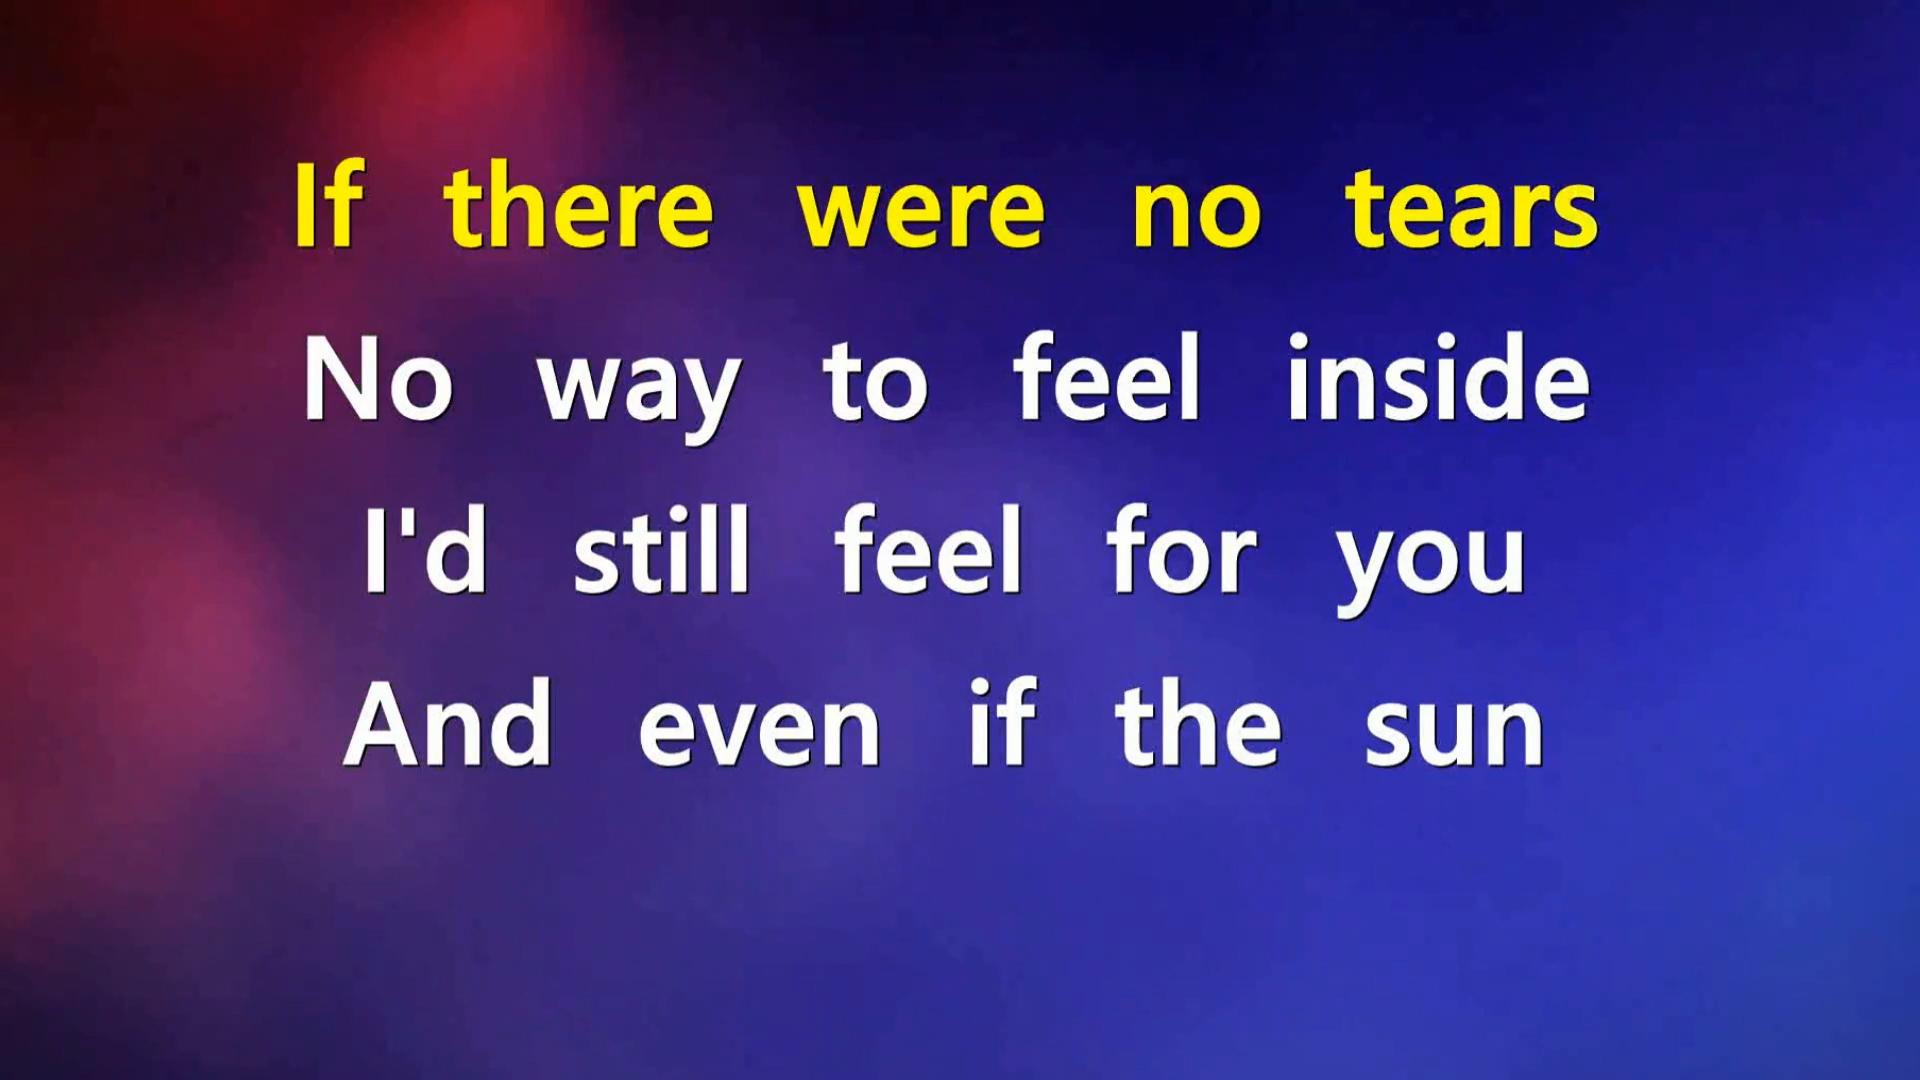 If there were no tears
No way to feel inside
I'd still feel for you
And even if the sun